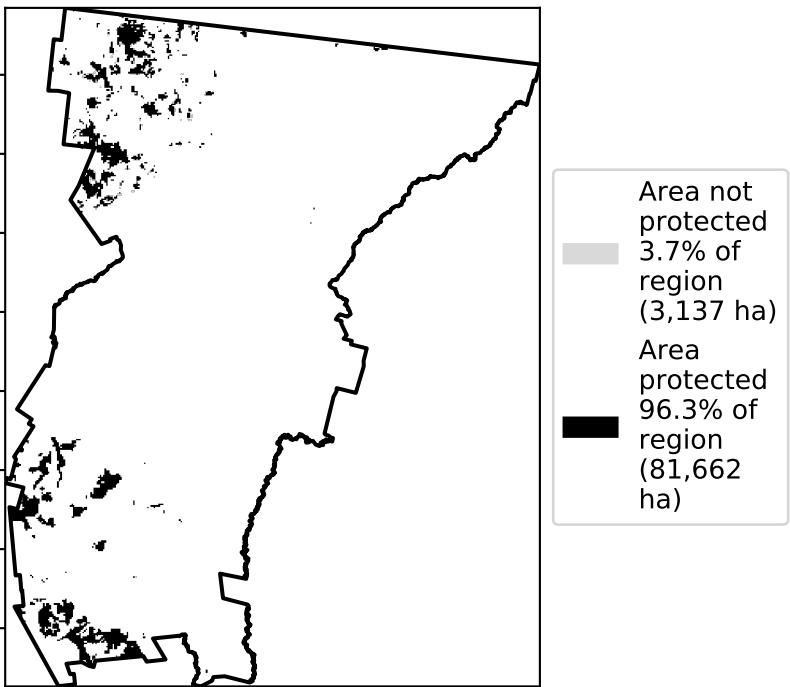 Area not
protected
3.7% of
region
(3,137 ha)
Area
protected
96.3% of
region
(81,662
ha)